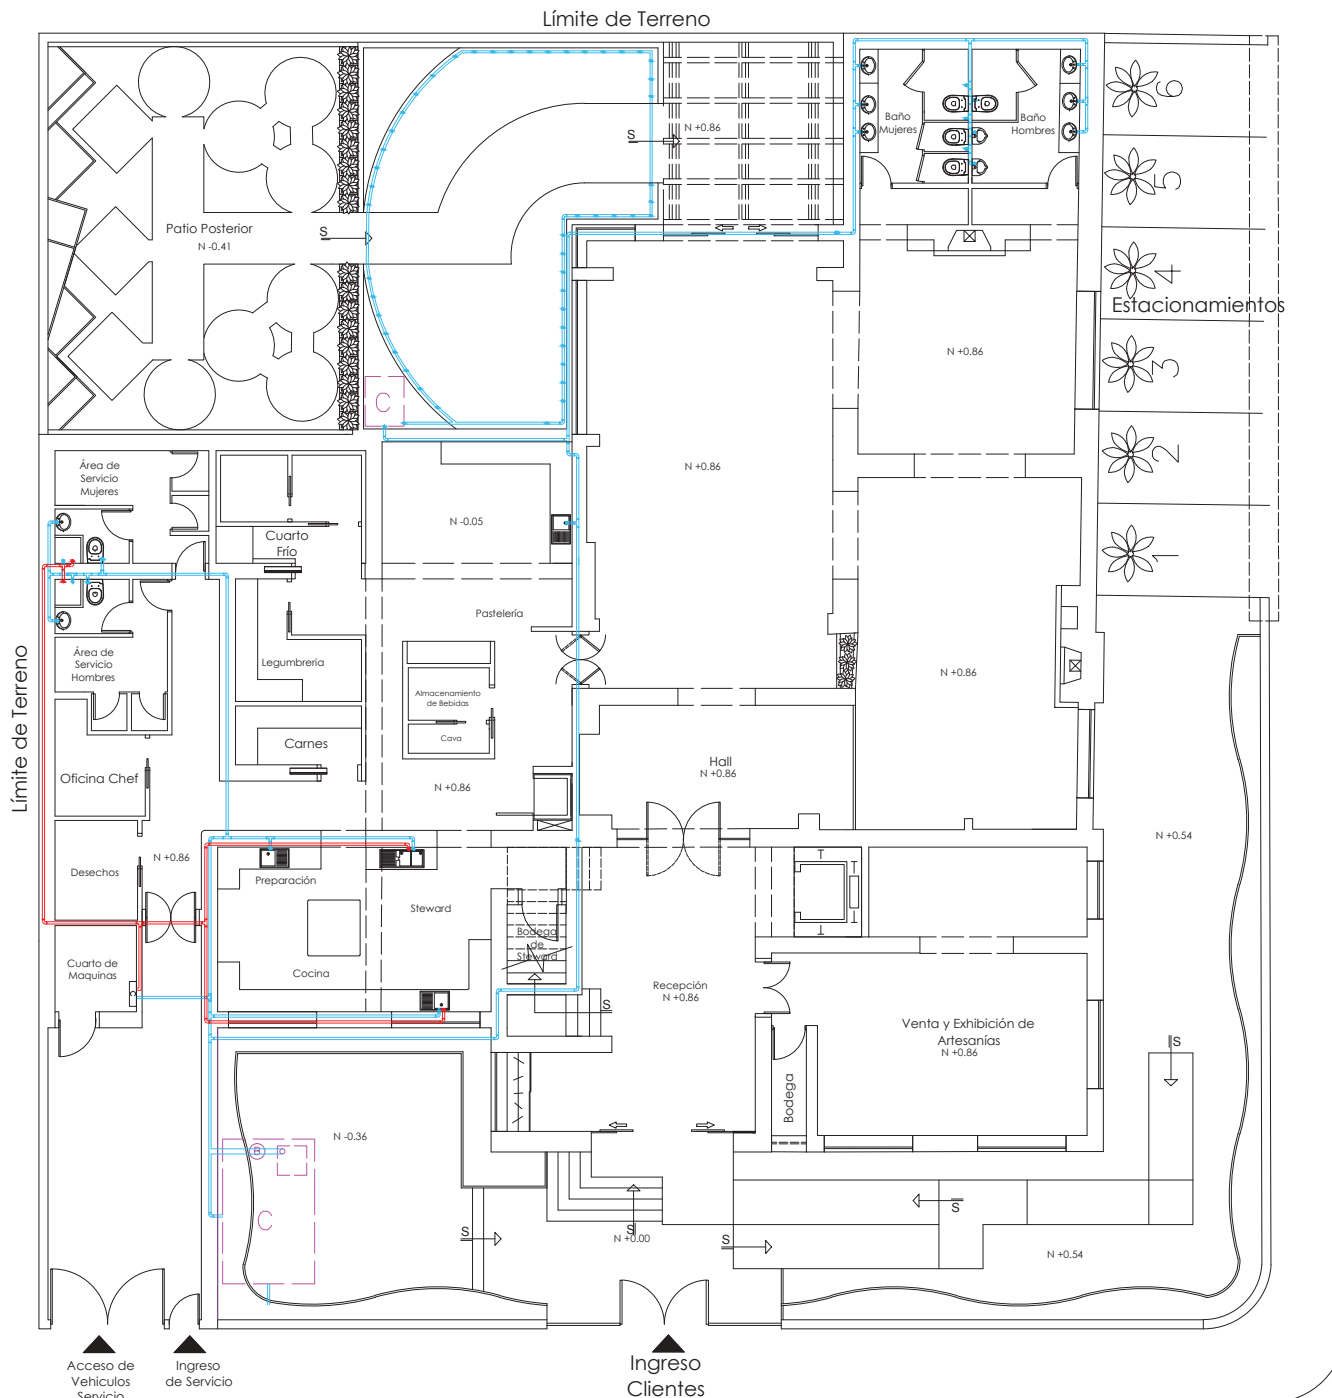 Límite de Terreno
N +0.86
S
Baño
Mujeres
Baño
Hombres
6
5
4
Estacionamientos
3
2
1
Patio Posterior
N -0.41
S
N +0.86
C
N +0.86
Área de
Servicio
Mujeres
N -0.05
Cuarto
Frío
Pastelería
Límite de Terreno
Área de
Servicio
Hombres
Legumbreria
N +0.86
Almacenamiento
de Bebidas
Cava
Carnes
Hall
N +0.86
Oficina Chef
N +0.86
N +0.54
N +0.86
Desechos
Preparación
Steward
Bodega
de
Steward
Cuarto de
Maquinas
Cocina
Recepción
N +0.86
S
Venta y Exhibición de
Artesanías
N +0.86
S
Bodega
N -0.36
B
C
S
S
N +0.00
S
S
N +0.54
Acceso de
Vehiculos
Servicio
Ingreso
de Servicio
Ingreso
Clientes